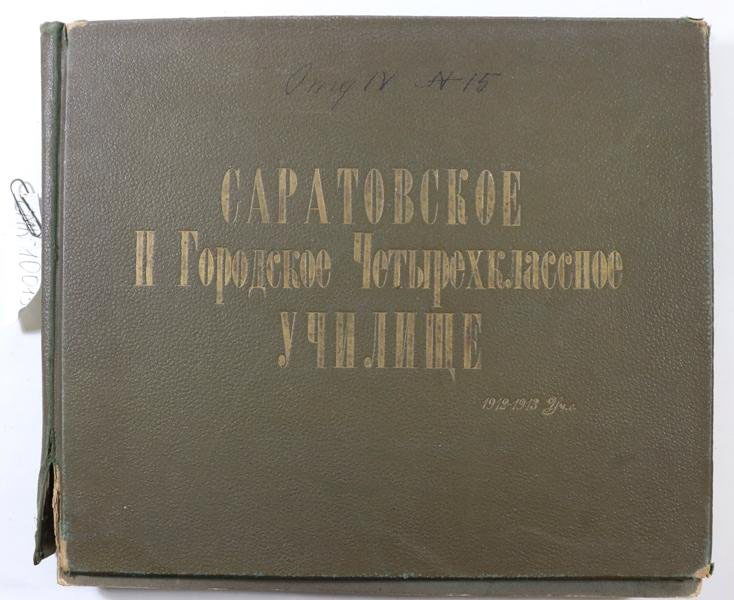 Отд IV № 15
САРАТОВСКОЕ
II Городское Четырехклассное
УЧИЛИЩЕ
1912-1913 Уч. г.